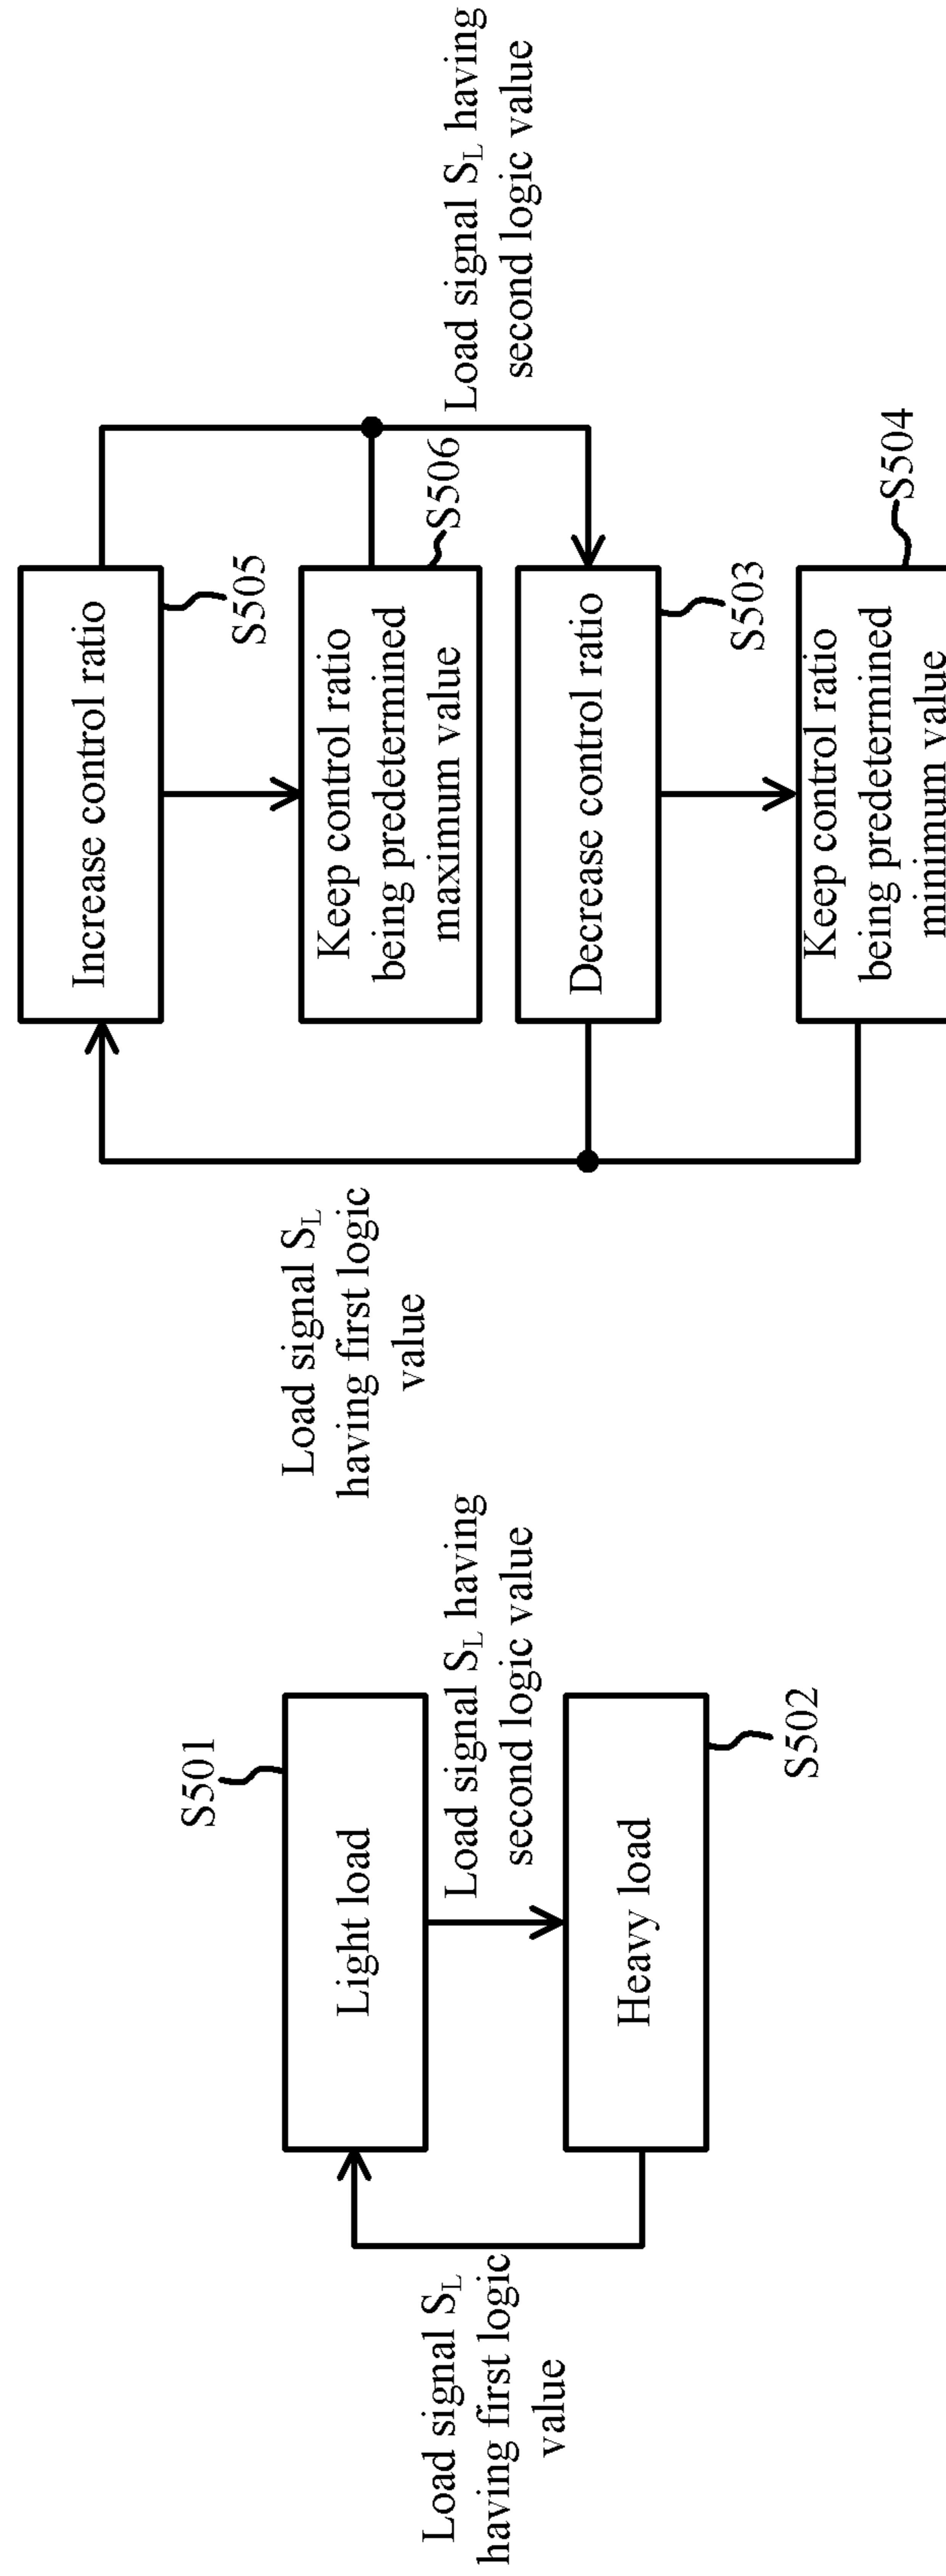 S501
Light load
Load signal SL having
second logic value
Heavy load
S502
Load signal SL
having first logic
value
Increase control ratio
S505
Keep control ratio
being predetermined
maximum value
S506
Load signal SL having
second logic value
Load signal SL
having first logic
value
Decrease control ratio
S503
Keep control ratio
being predetermined
minimum value
S504